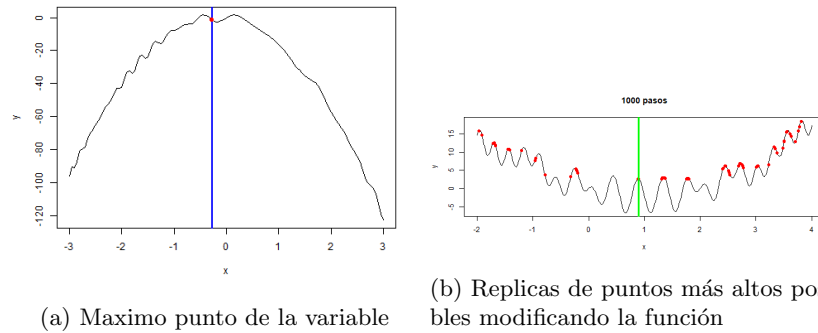 0
-20
-40
-60
-80
-100
-120
y
-3 -2 -1 0 1 2 3
x
(a) Maximo punto de la variable
1000 pasos
15
10
5
0
-5
y
-2 -1 0 1 2 3 4
x
(b) Replicas de puntos más altos po
bles modificando la función